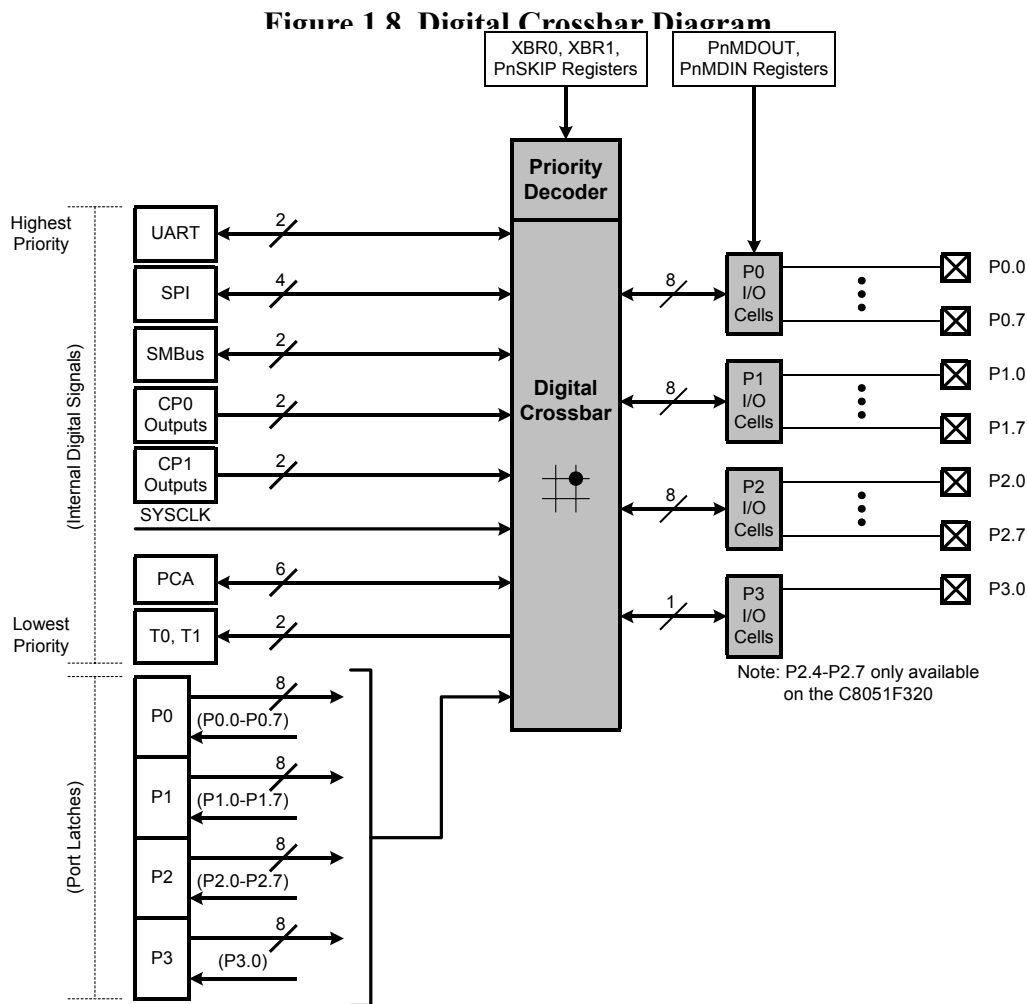 Figure 1.8. Digital Crossbar Diagram
XBR0, XBR1,
PnSKIP Registers
PnMDOUT,
PnMDIN Registers
Priority
Decoder
Highest
Priority
UART
2
SPI
4
SMBus
2
CP0
Outputs
2
CP1
Outputs
2
SYSCLK
PCA
6
T0, T1
2
Lowest
Priority
(Internal Digital Signals)
Digital
Crossbar
8
P0
I/O
Cells
P0.0
P0.7
8
P1
I/O
Cells
P1.0
P1.7
8
P2
I/O
Cells
P2.0
P2.7
1
P3
I/O
Cells
P3.0
Note: P2.4-P2.7 only available
on the C8051F320
(Port Latches)
P0
8
(P0.0-P0.7)
P1
8
(P1.0-P1.7)
P2
8
(P2.0-P2.7)
P3
8
(P3.0)